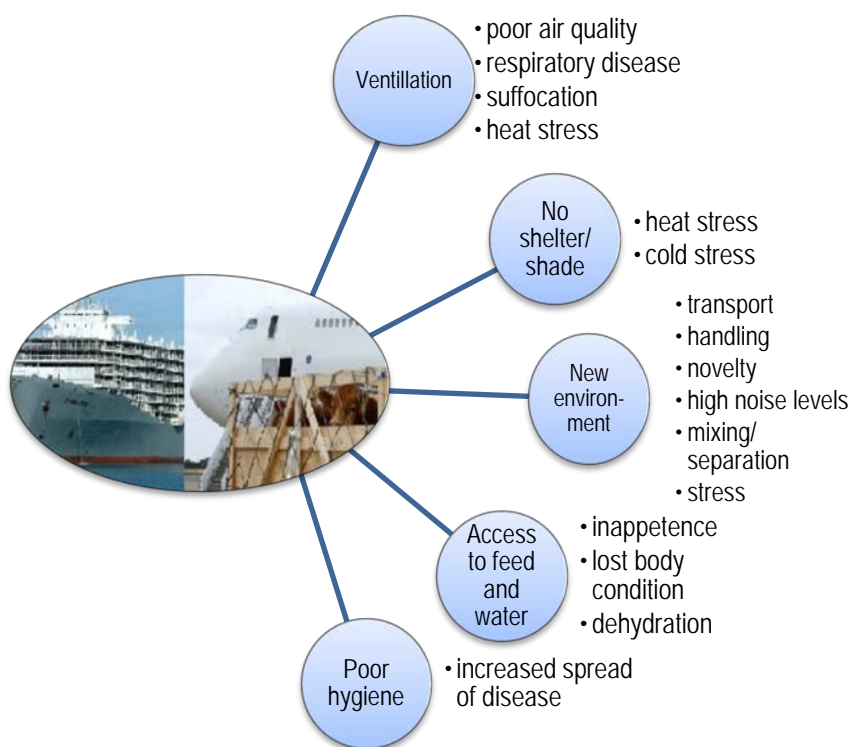 Ventillation
• poor air quality
• respiratory disease
• suffocation
• heat stress
No
shelter/
shade
• heat stress
• cold stress
New
environ-
ment
• transport
• handling
• novelty
• high noise levels
• mixing/
separation
• stress
Access
to feed
and
water
• inappetence
• lost body
condition
• dehydration
Poor
hygiene
• increased spread
of disease